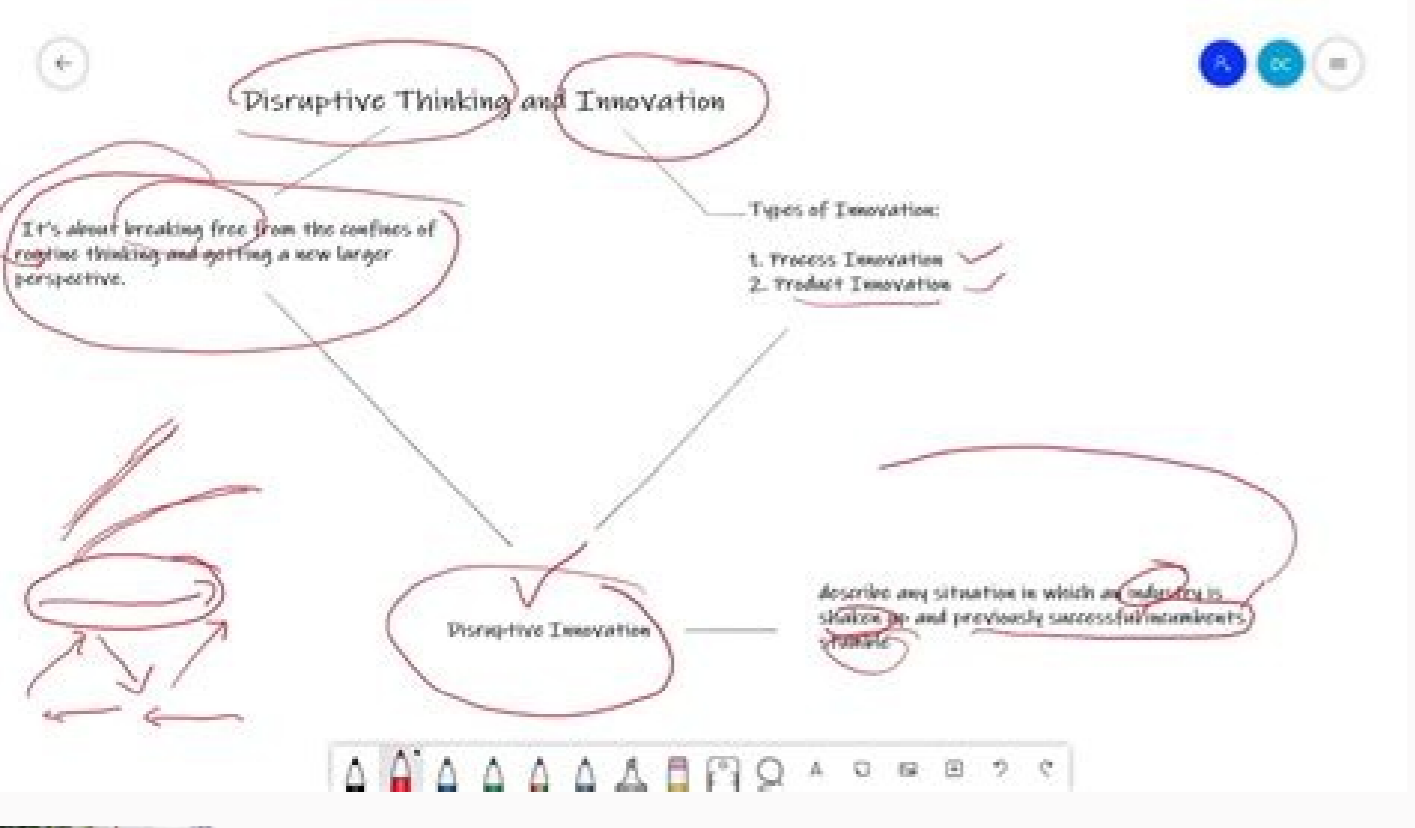 Disruptive Thinking and Innovation
DC
It's about breaking free from the confines of
routine thinking and getting a new larger
perspective.
Types of Innovation:
1. Process Innovation
2. Product Innovation
Disruptive Innovation
describe any situation in which an industry is
shaken up and previously successful incumbents
stumble
A